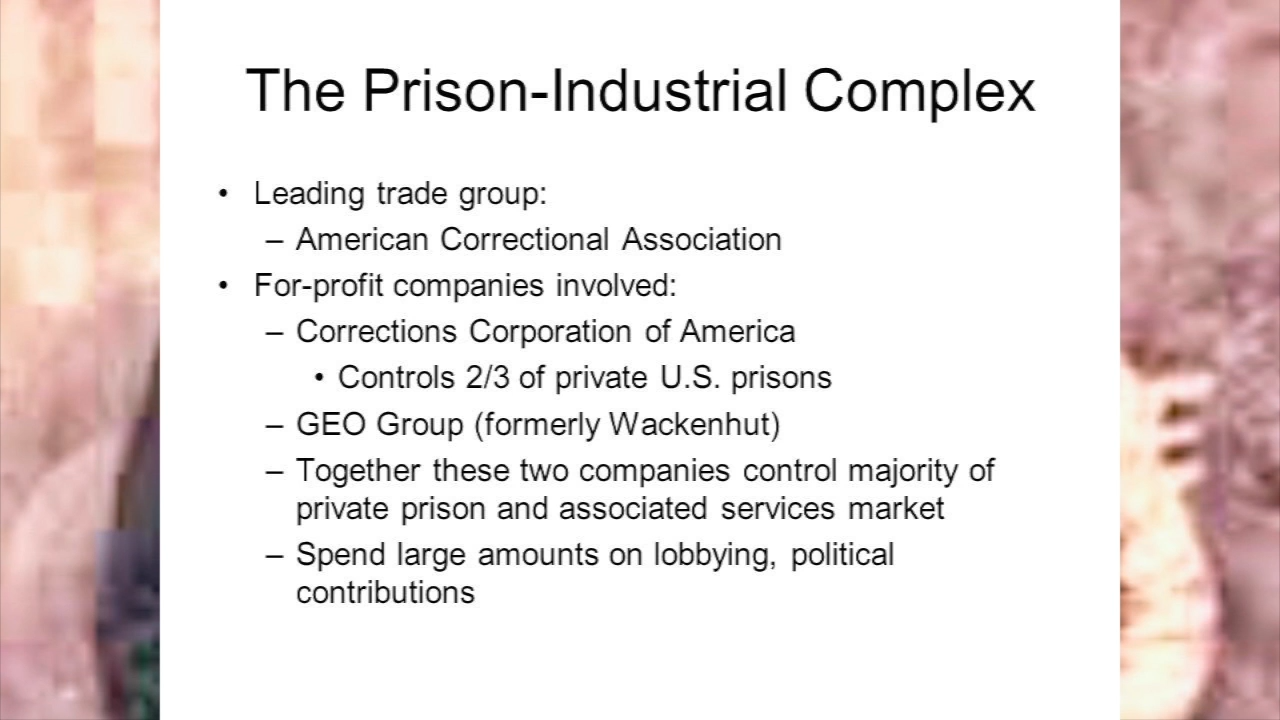 The Prison-Industrial Complex
• Leading trade group:
– American Correctional Association
• For-profit companies involved:
– Corrections Corporation of America
• Controls 2/3 of private U.S. prisons
– GEO Group (formerly Wackenhut)
– Together these two companies control majority of
private prison and associated services market
– Spend large amounts on lobbying, political
contributions